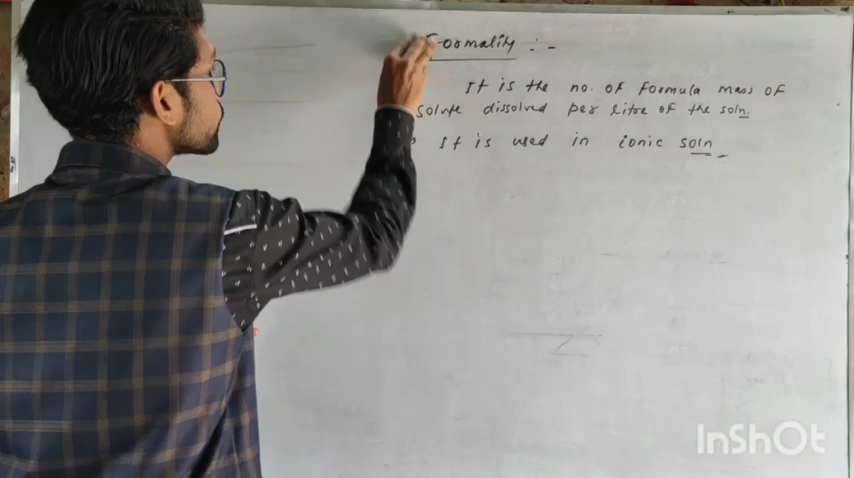 Formality :-
It is the no. of formula mass of
solute dissolved per litre of the soln.
It is used in ionic soln
InShOt